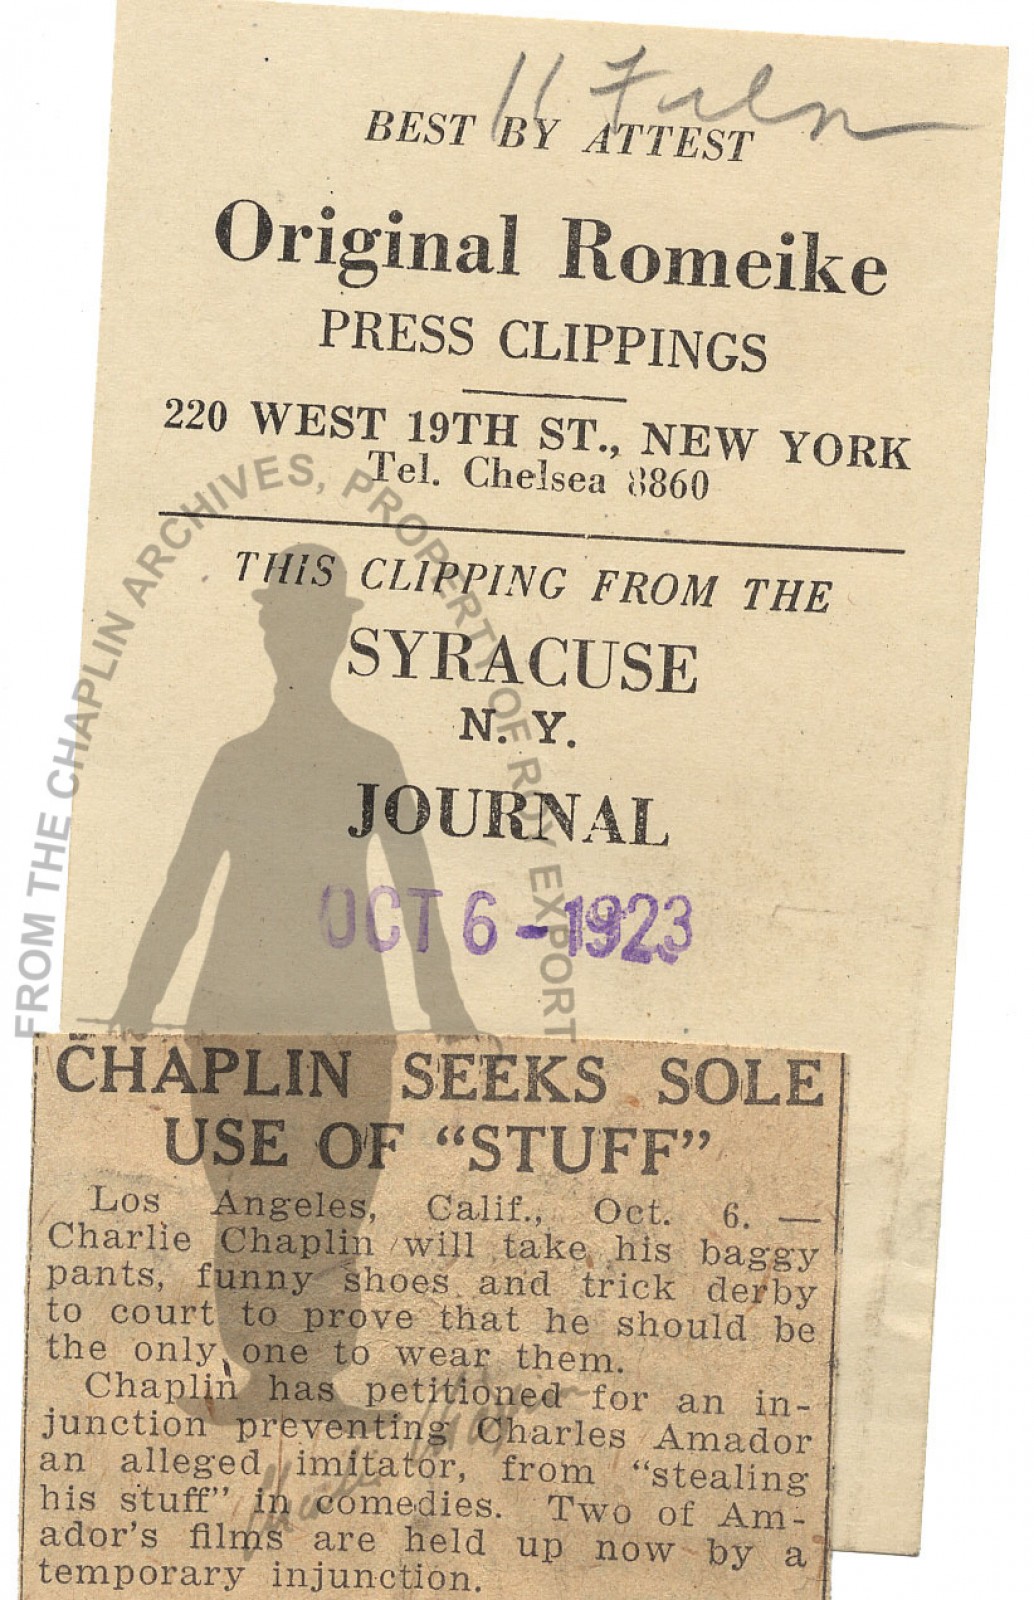 BEST BY ATTEST
Original Romeike
PRESS CLIPPINGS
220 WEST 19TH ST., NEW YORK
Tel. Chelsea 8860
THIS CLIPPING FROM THE
SYRACUSE
N. Y.
JOURNAL
OCT 6 - 1923
FROM THE CHAPLIN ARCHIVES, PROPERTY OF ROY EXPORT
CHAPLIN SEEKS SOLE
USE OF “STUFF”
Los Angeles, Calif., Oct. 6. —
Charlie Chaplin will take his baggy
pants, funny shoes and trick derby
to court to prove that he should be
the only one to wear them.
Chaplin has petitioned for an in-
junction preventing Charles Amador
an alleged imitator, from “stealing
his stuff” in comedies. Two of Am-
ador’s films are held up now by a
temporary injunction.